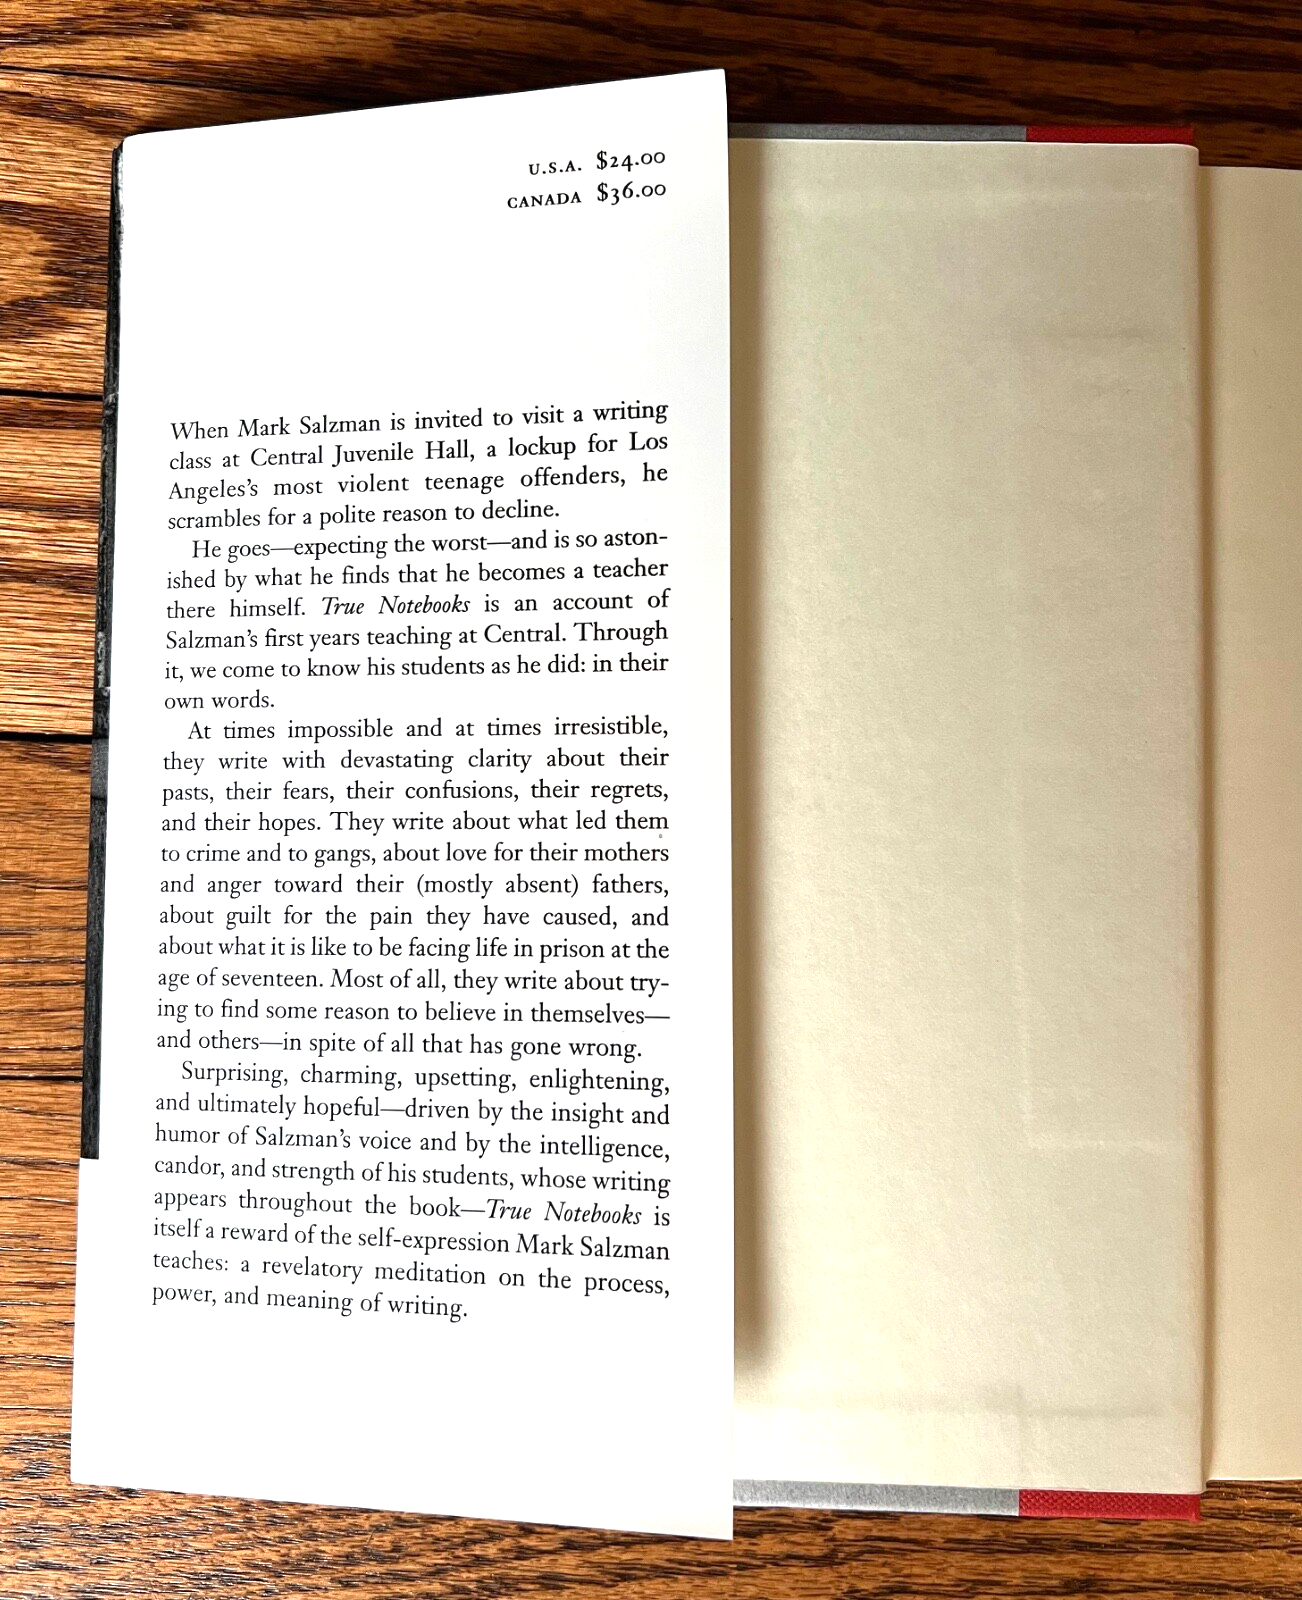 U.S.A. $24.00
CANADA $36.00
When Mark Salzman is invited to visit a writing
class at Central Juvenile Hall, a lockup for Los
Angeles's most violent teenage offenders, he
scrambles for a polite reason to decline.
He goes—expecting the worst—and is so aston-
ished by what he finds that he becomes a teacher
there himself. True Notebooks is an account of
Salzman's first years teaching at Central. Through
it, we come to know his students as he did: in their
own words.
At times impossible and at times irresistible,
they write with devastating clarity about their
pasts, their fears, their confusions, their regrets,
and their hopes. They write about what led them
to crime and to gangs, about love for their mothers
and anger toward their (mostly absent) fathers,
about guilt for the pain they have caused, and
about what it is like to be facing life in prison at the
age of seventeen. Most of all, they write about try-
ing to find some reason to believe in themselves—
and others—in spite of all that has gone wrong.
Surprising, charming, upsetting, enlightening,
and ultimately hopeful—driven by the insight and
humor of Salzman's voice and by the intelligence,
candor, and strength of his students, whose writing
appears throughout the book—True Notebooks is
itself a reward of the self-expression Mark Salzman
teaches: a revelatory meditation on the process,
power, and meaning of writing.